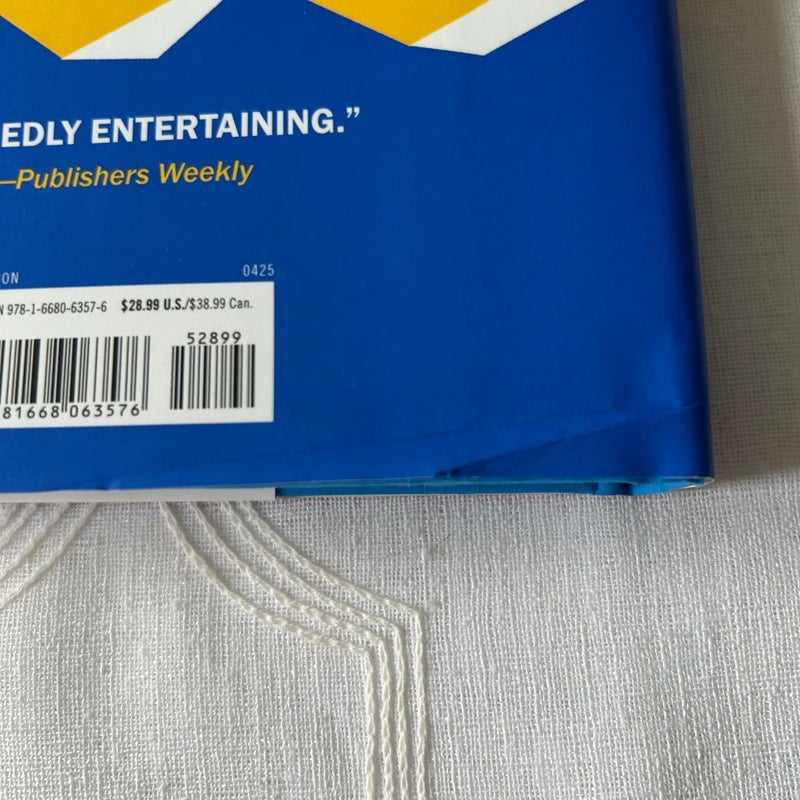 EDLY ENTERTAINING.”
—Publishers Weekly
ON 0425
N 978-1-6680-6357-6 $28.99 U.S./$38.99 Can.
52899
81668 063576